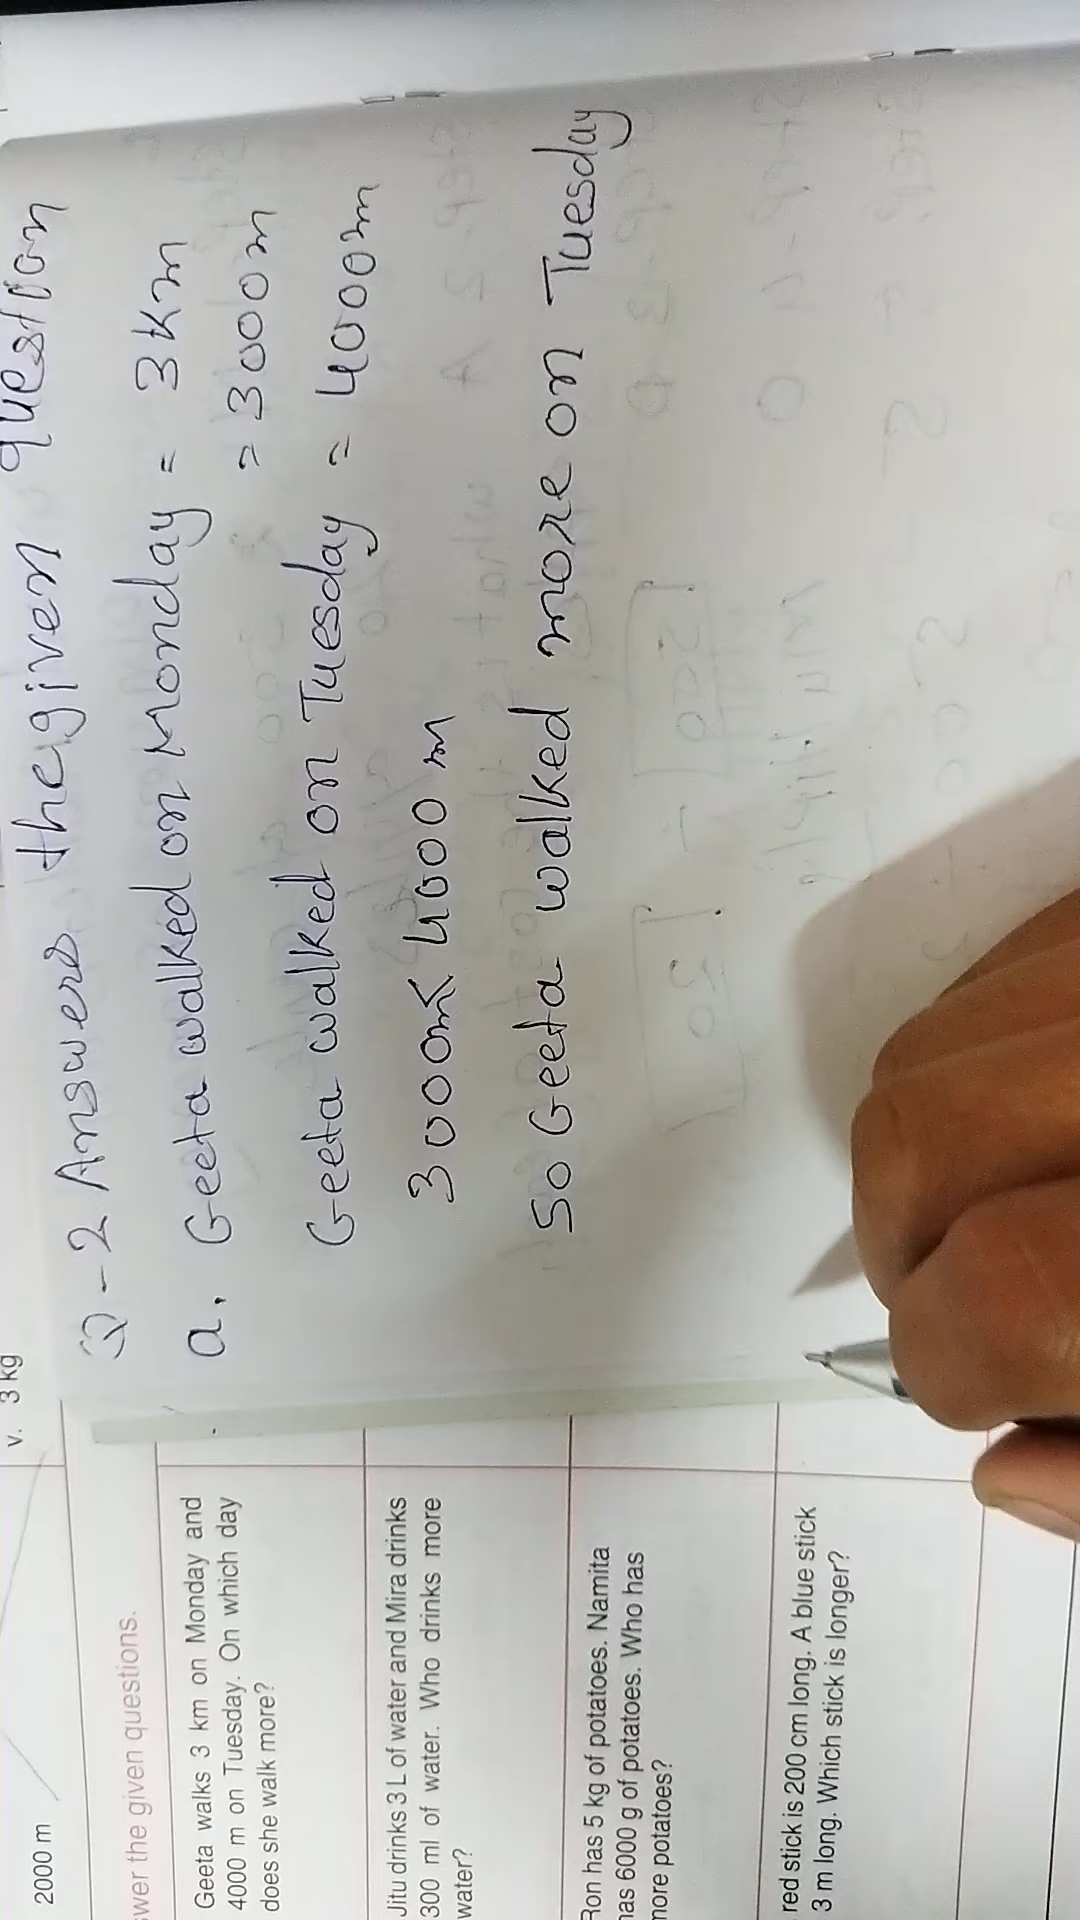 2000 m
v. 3 kg
wer the given questions.
Geeta walks 3 km on Monday and
4000 m on Tuesday. On which day
does she walk more?
Jitu drinks 3 L of water and Mira drinks
300 ml of water. Who drinks more
water?
Ron has 5 kg of potatoes. Namita
has 6000 g of potatoes. Who has
more potatoes?
red stick is 200 cm long. A blue stick
3 m long. Which stick is longer?
Q-2 Answers the given question
a. Geeta walked on Monday = 3Km
= 3000m
Geeta walked on Tuesday = 4000m
3000m < 4000 m
So Geeta walked more on Tuesday